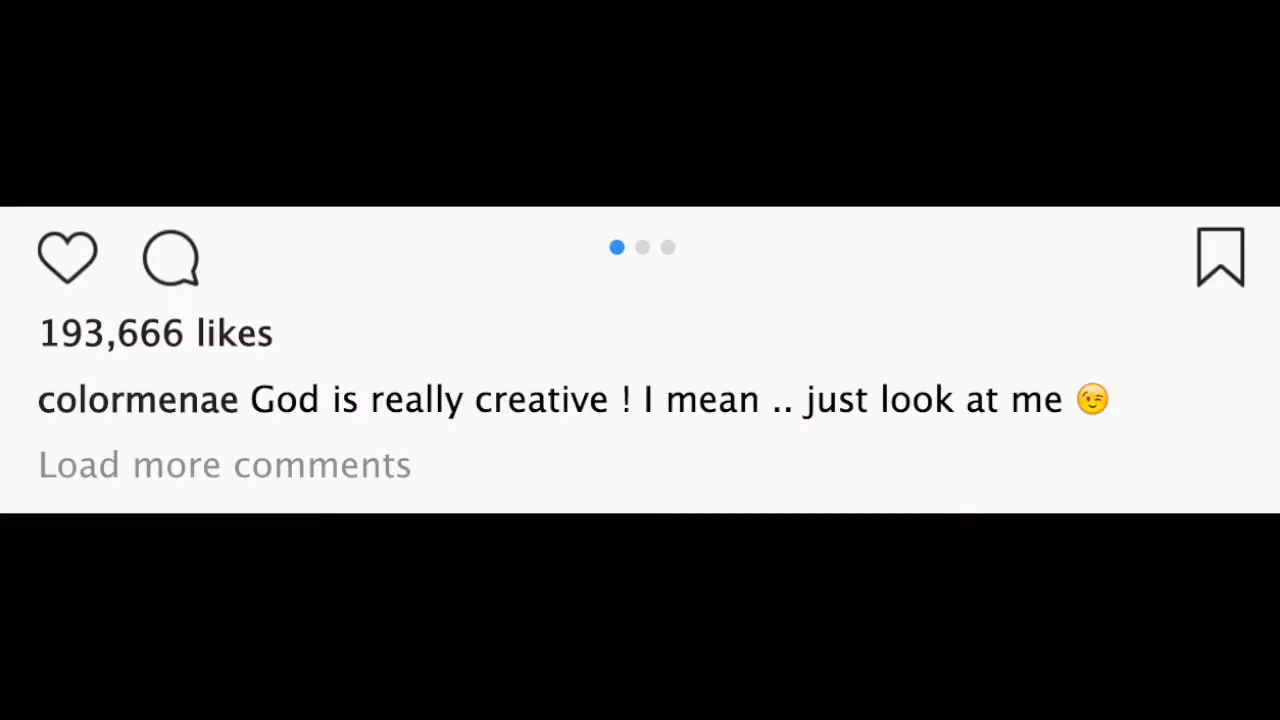 193,666 likes
colormenae God is really creative ! I mean .. just look at me 😉
Load more comments